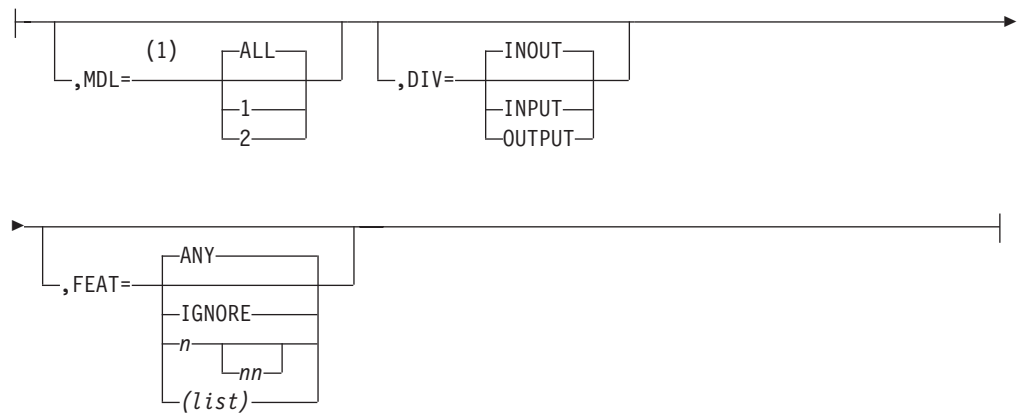 (1)
,MDL=
ALL
1
2
,DIV=
INOUT
INPUT
OUTPUT
,FEAT=
ANY
IGNORE
n
nn
(list)